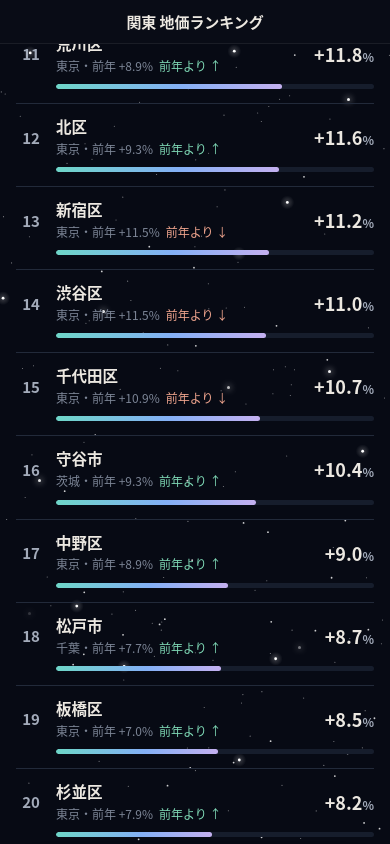 関東 地価ランキング
11
荒川区
東京・前年 +8.9% 前年より ↑
+11.8%
12
北区
東京・前年 +9.3% 前年より ↑
+11.6%
13
新宿区
東京・前年 +11.5% 前年より ↓
+11.2%
14
渋谷区
東京・前年 +11.5% 前年より ↓
+11.0%
15
千代田区
東京・前年 +10.9% 前年より ↓
+10.7%
16
守谷市
茨城・前年 +9.3% 前年より ↑
+10.4%
17
中野区
東京・前年 +8.9% 前年より ↑
+9.0%
18
松戸市
千葉・前年 +7.7% 前年より ↑
+8.7%
19
板橋区
東京・前年 +7.0% 前年より ↑
+8.5%
20
杉並区
東京・前年 +7.9% 前年より ↑
+8.2%